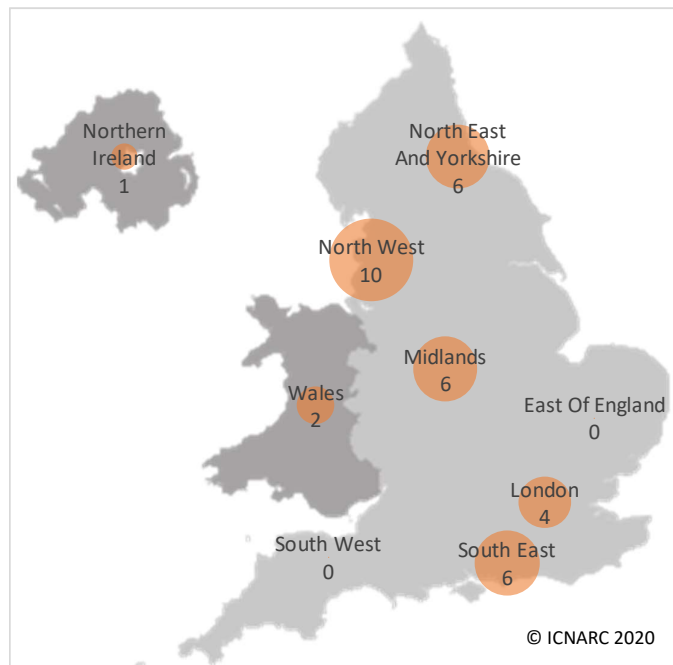 Northern
Ireland
1
North East
And Yorkshire
6
North West
10
Midlands
6
Wales
2
East Of England
0
London
4
South West
0
South East
6
© ICNARC 2020